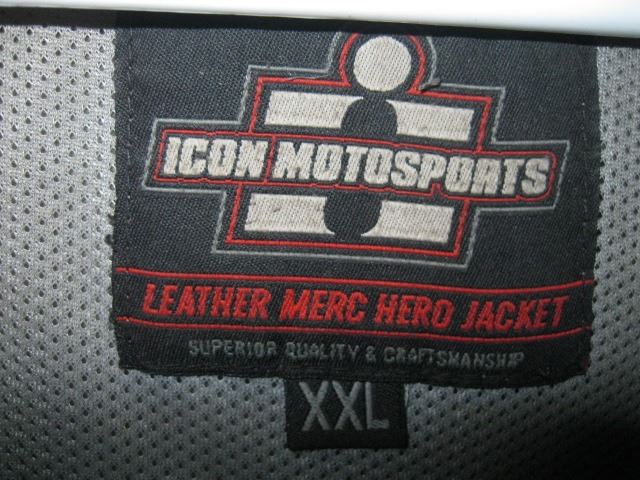 ICON MOTOSPORTS
LEATHER MERC HERO JACKET
SUPERIOR QUALITY & CRAFTSMANSHIP
XXL